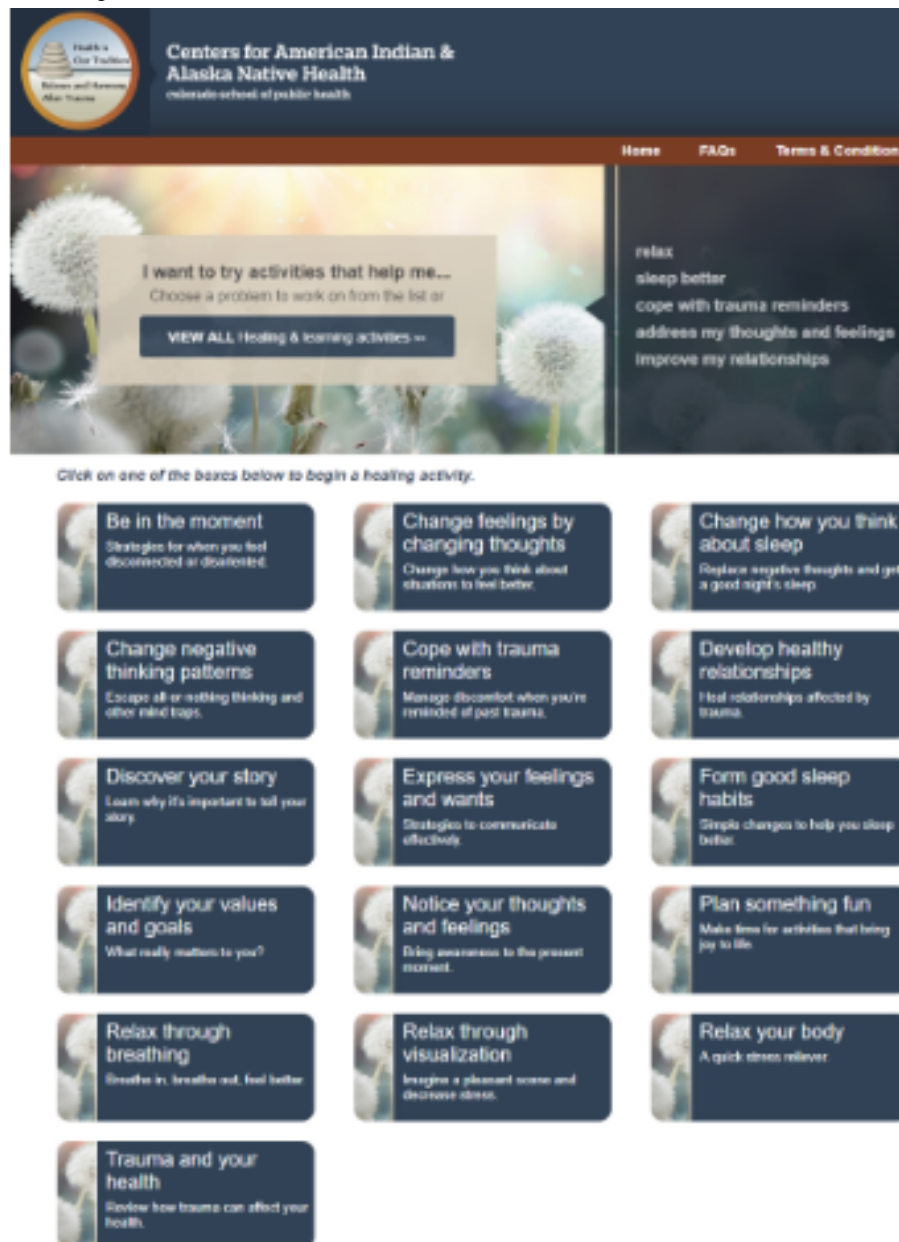 Health is
Our Tradition
Balance and Harmony
After Trauma
Centers for American Indian &
Alaska Native Health
colorado school of public health
Home FAQs Terms & Condition
I want to try activities that help me...
Choose a problem to work on from the list or
VIEW ALL Healing & learning activities
relax
sleep better
cope with trauma reminders
address my thoughts and feelings
improve my relationships
Click on one of the boxes below to begin a healing activity.
Be in the moment
Strategies for when you feel
disconnected or disoriented.
Change feelings by
changing thoughts
Change how you think about
situations to feel better.
Change how you think
about sleep
Replace negative thoughts and get
a good night's sleep.
Change negative
thinking patterns
Escape all-or-nothing thinking and
other mind traps.
Cope with trauma
reminders
Manage discomfort when you're
reminded of past trauma.
Develop healthy
relationships
Heal relationships affected by
trauma.
Discover your story
Learn why it's important to tell your
story.
Express your feelings
and wants
Strategies to communicate
effectively.
Form good sleep
habits
Simple changes to help you sleep
better.
Identify your values
and goals
What really matters to you?
Notice your thoughts
and feelings
Bring awareness to the present
moment.
Plan something fun
Make time for activities that bring
joy to life.
Relax through
breathing
Breathe in, breathe out, feel better.
Relax through
visualization
Imagine a pleasant scene and
decrease stress.
Relax your body
A quick stress reliever.
Trauma and your
health
Review how trauma can affect your
health.